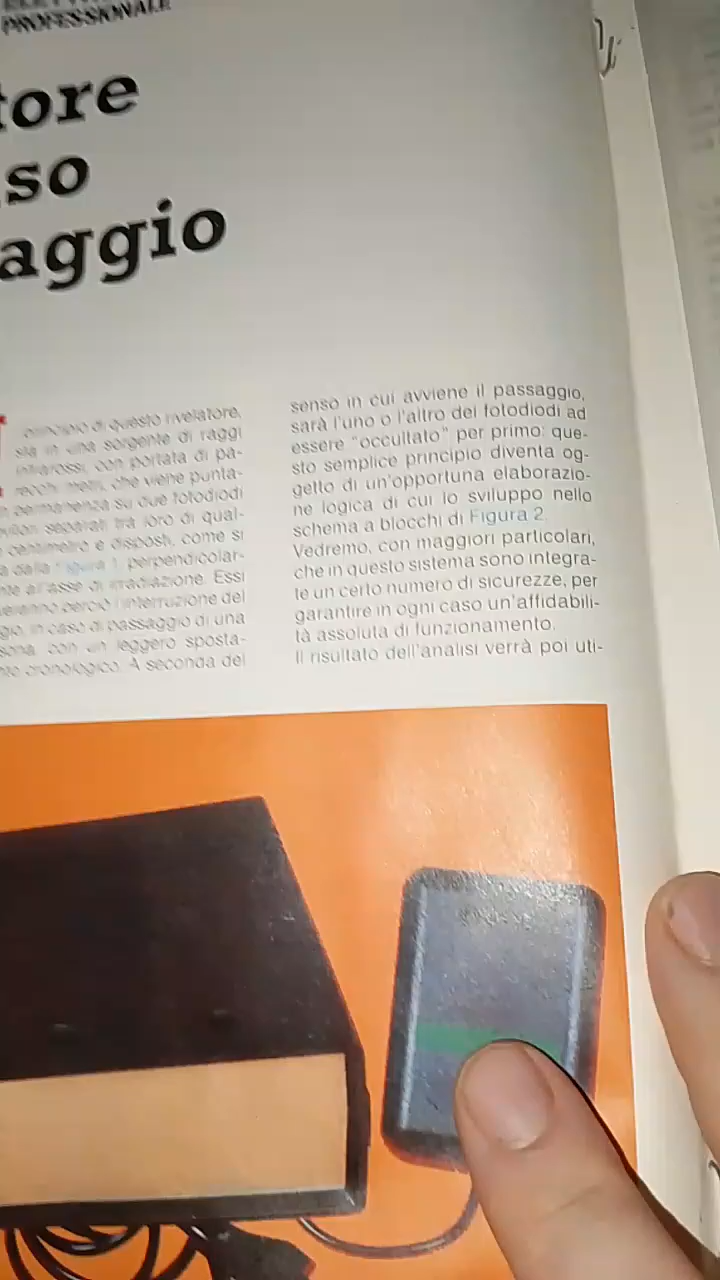 PROFESSIONALE
tore
so
aggio
principio di questo rivelatore,
sta in una sorgente di raggi
infrarossi, con portata di pa-
recchi metri, che viene punta-
permanenza su due fotodiodi
separati tra loro di qual-
centimetro e disposti, come si
dalla Figura 1, perpendicolar-
all'asse di irradiazione. Essi
perciò l'interruzione del
in caso di passaggio di una
con un leggero sposta-
cronologico. A seconda del
senso in cui avviene il passaggio,
sarà l'uno o l'altro dei fotodiodi ad
essere "occultato" per primo: que-
sto semplice principio diventa og-
getto di un'opportuna elaborazio-
ne logica di cui lo sviluppo nello
schema a blocchi di Figura 2.
Vedremo, con maggiori particolari,
che in questo sistema sono integra-
te un certo numero di sicurezze, per
garantire in ogni caso un'affidabili-
tà assoluta di funzionamento.
Il risultato dell'analisi verrà poi uti-